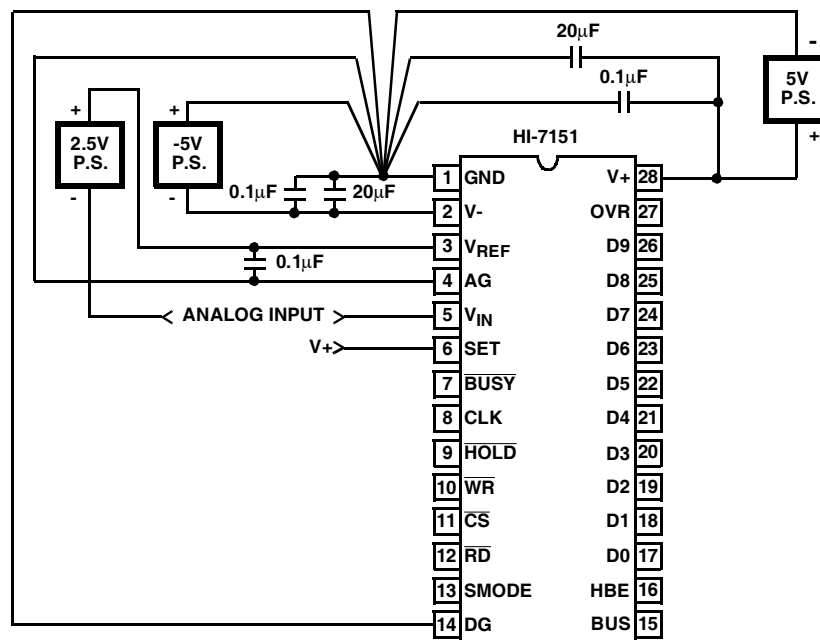 20μF
-
+
+
0.1μF
5V
P.S.
2.5V
P.S.
-5V
P.S.
HI-7151
+
-
-
0.1μF
20μF
1 GND
V+ 28
2 V-
OVR 27
3 VREF
D9 26
0.1μF
4 AG
D8 25
ANALOG INPUT
5 VIN
D7 24
V+
6 SET
D6 23
7 BUSY
D5 22
8 CLK
D4 21
9 HOLD
D3 20
10 WR
D2 19
11 CS
D1 18
12 RD
D0 17
13 SMODE
HBE 16
14 DG
BUS 15